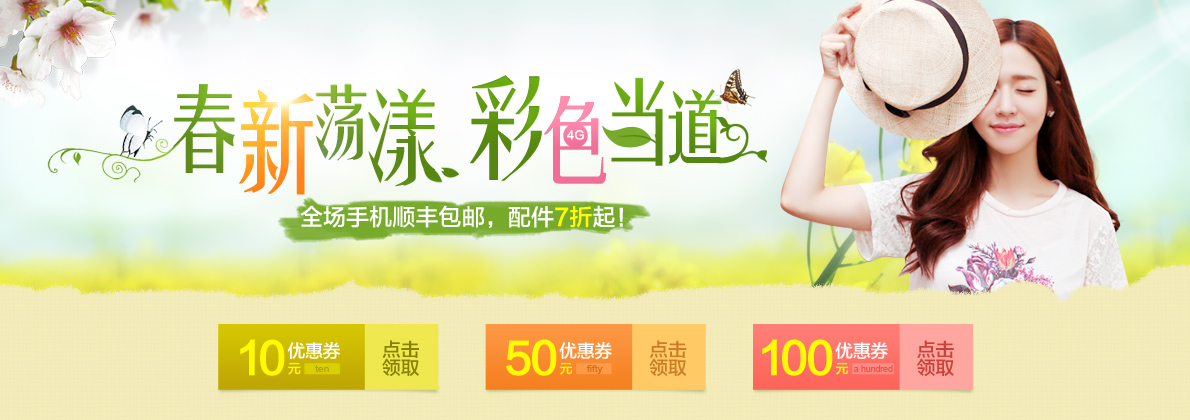 春新荡漾 彩色当道
4G
全场手机顺丰包邮，配件7折起！
10元 优惠券 ten 点击领取
50元 优惠券 fifty 点击领取
100元 优惠券 a hundred 点击领取